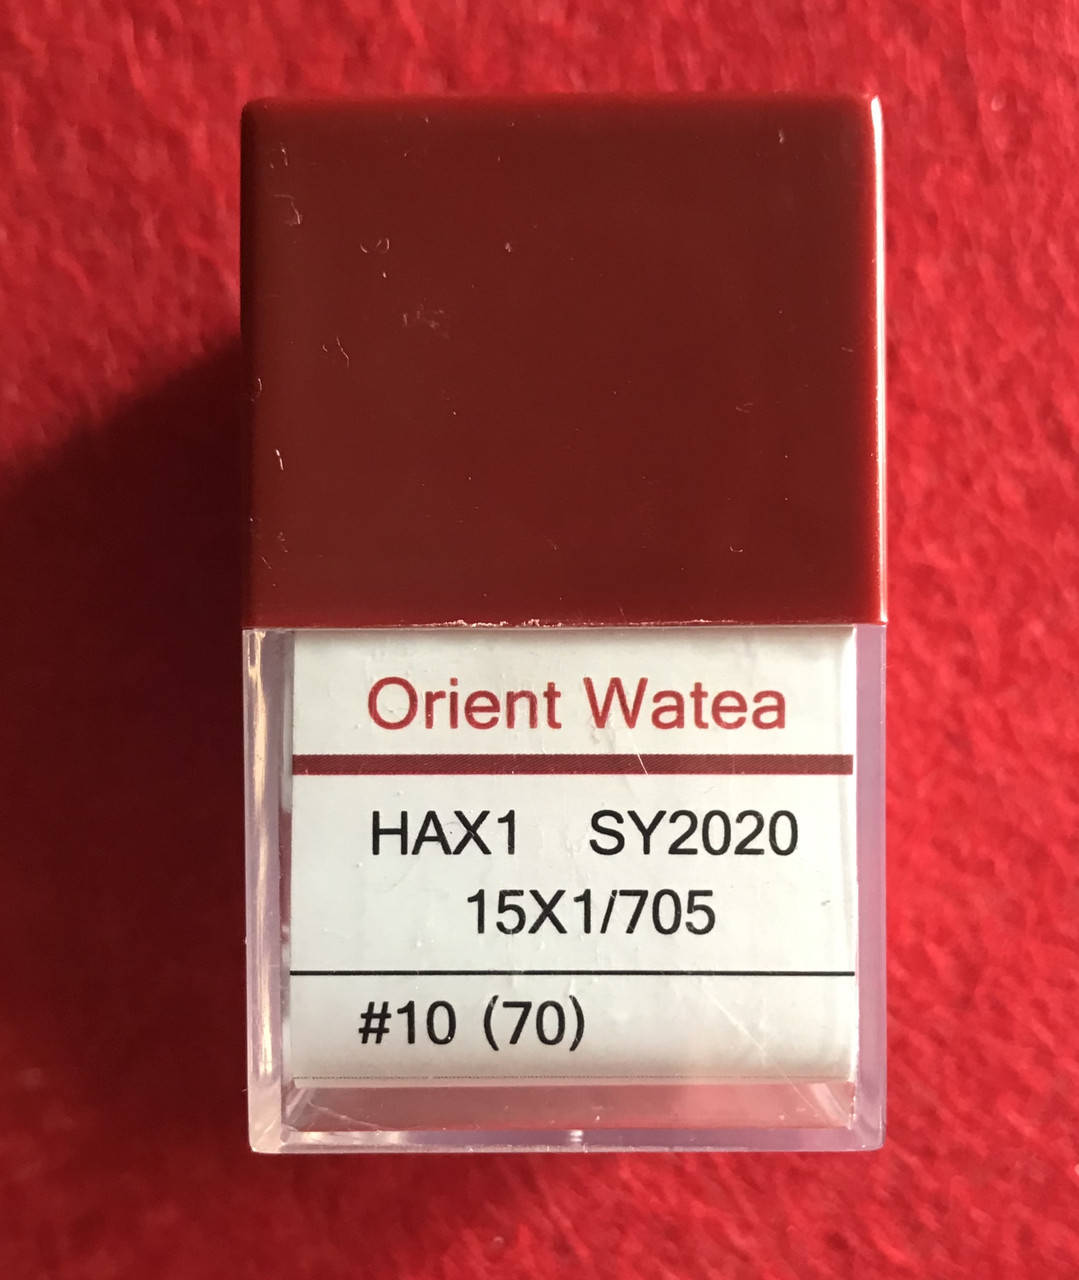 Orient Watea
HAX1 SY2020
15X1/705
#10 (70)